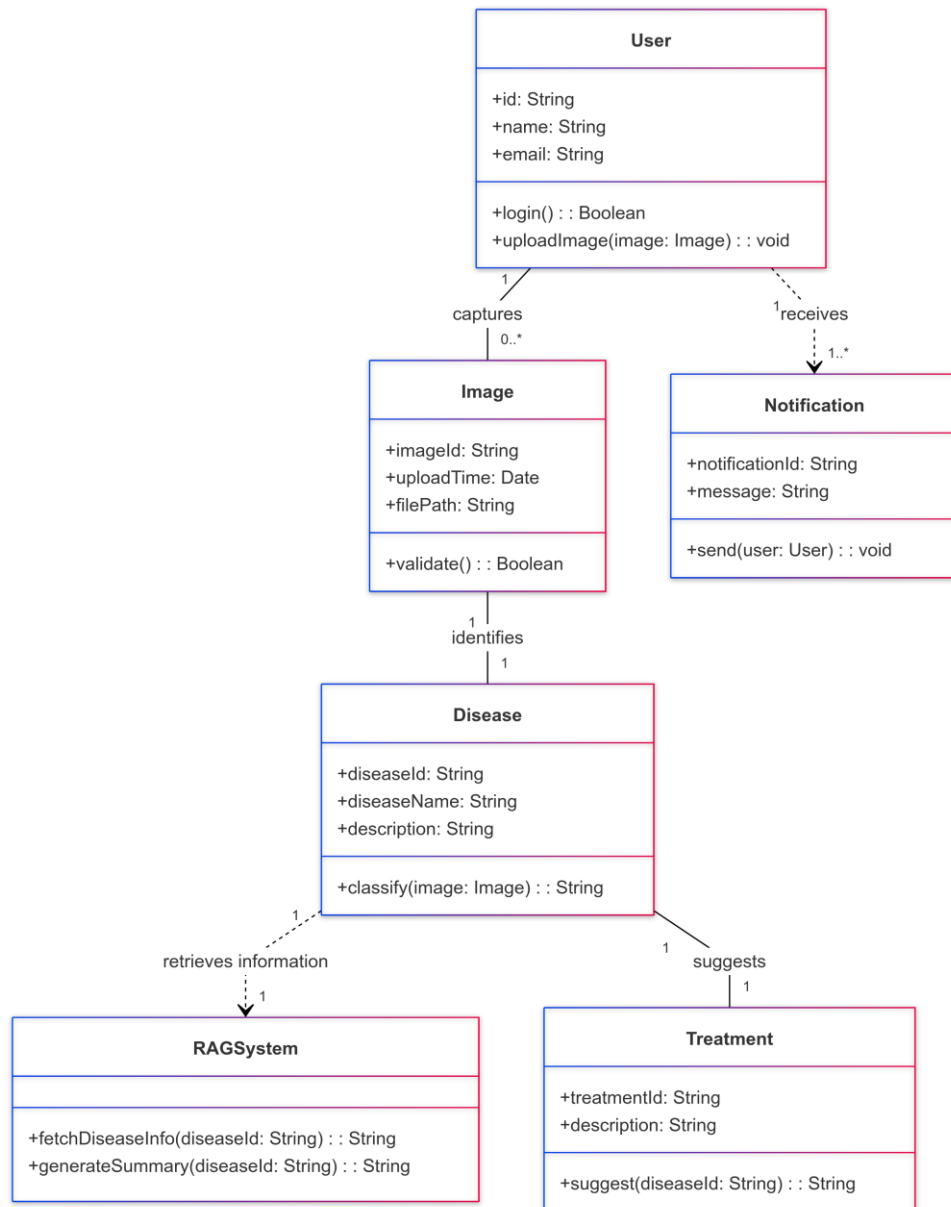 User
+id: String
+name: String
+email: String
+login() : : Boolean
+uploadImage(image: Image) : : void
1
captures
0..*
1
receives
1..*
Image
+imageId: String
+uploadTime: Date
+filePath: String
+validate() : : Boolean
Notification
+notificationId: String
+message: String
+send(user: User) : : void
1
identifies
1
Disease
+diseaseId: String
+diseaseName: String
+description: String
+classify(image: Image) : : String
1
retrieves information
1
1
suggests
1
RAGSystem
+fetchDiseaseInfo(diseaseId: String) : : String
+generateSummary(diseaseId: String) : : String
Treatment
+treatmentId: String
+description: String
+suggest(diseaseId: String) : : String